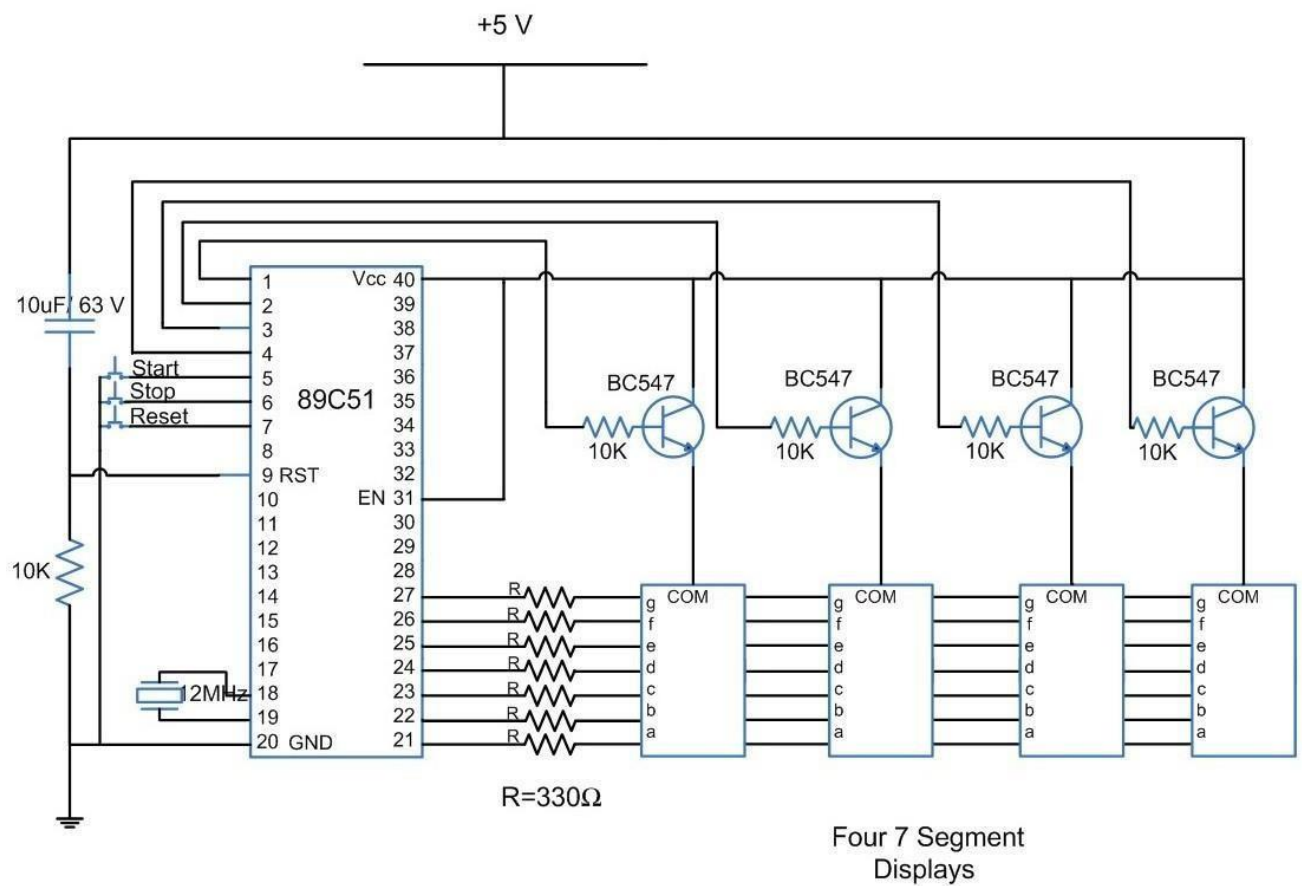 +5 V
10uF/ 63 V
Start
Stop
Reset
10K
12MHz
89C51
1
2
3
4
5
6
7
8
9 RST
10
11
12
13
14
15
16
17
18
19
20 GND
Vcc 40
39
38
37
36
35
34
33
32
EN 31
30
29
28
27
26
25
24
23
22
21
R
R
R
R
R
R
R
R=330Ω
BC547
10K
BC547
10K
BC547
10K
BC547
10K
COM
g
f
e
d
c
b
a
COM
g
f
e
d
c
b
a
COM
g
f
e
d
c
b
a
COM
g
f
e
d
c
b
a
Four 7 Segment
Displays